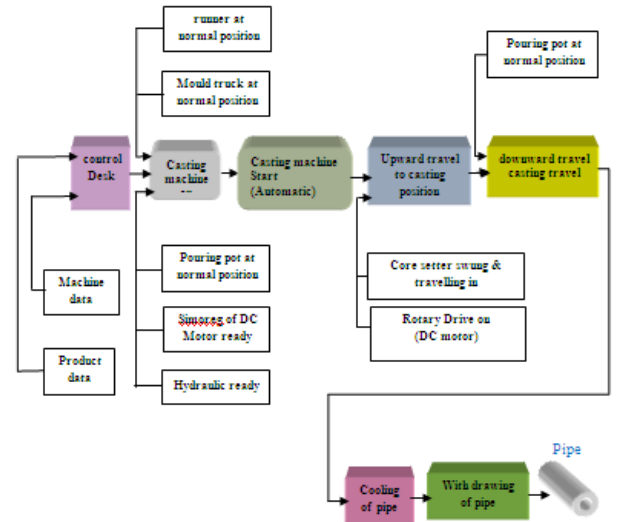 runner at
normal position
Mould truck at
normal position
Pouring pot at
normal position
control
Desk
Casting
machine
Casting machine
Start
(Automatic)
Upward travel
to casting
position
downward travel
casting travel
Machine
data
Product
data
Pouring pot at
normal position
Simoreg of DC
Motor ready
Hydraulic ready
Core setter swung &
travelling in
Rotary Drive on
(DC motor)
Cooling
of pipe
With drawing
of pipe
Pipe